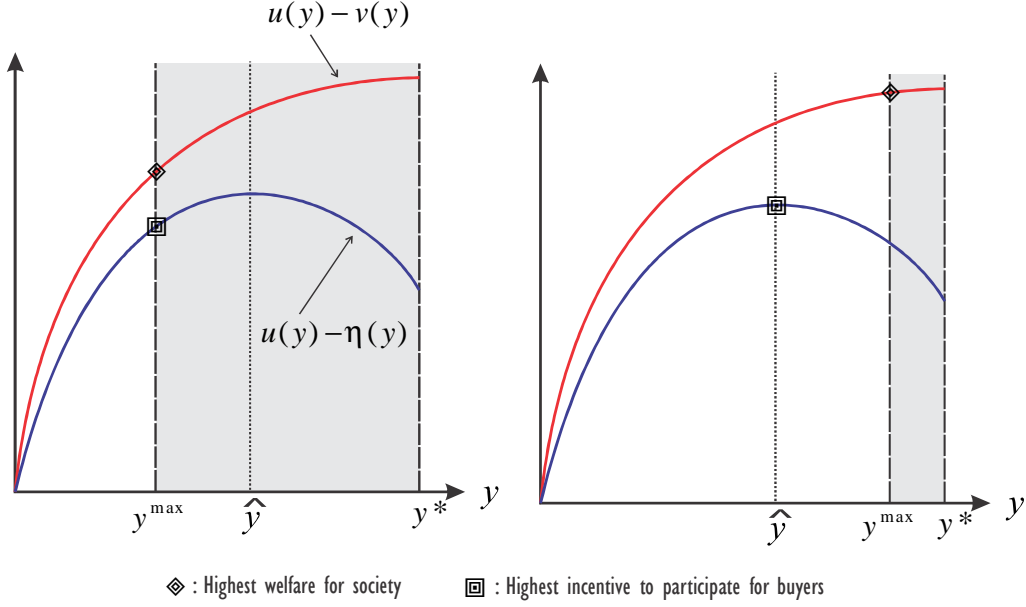 u(y) − v(y)
u(y) − η(y)
y^max ŷ y* y
ŷ y^max y* y
: Highest welfare for society : Highest incentive to participate for buyers